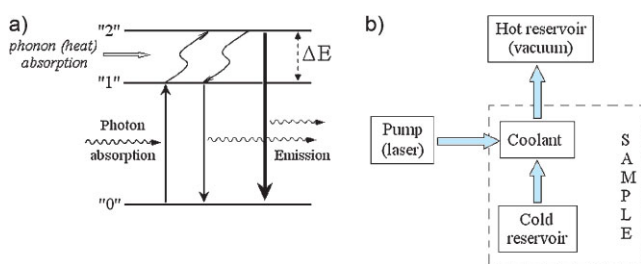 a)
"2"
phonon (heat)
absorption
ΔE
"1"
Photon
absorption
Emission
"0"
b)
Hot reservoir
(vacuum)
Pump
(laser)
Coolant
Cold
reservoir
S
A
M
P
L
E